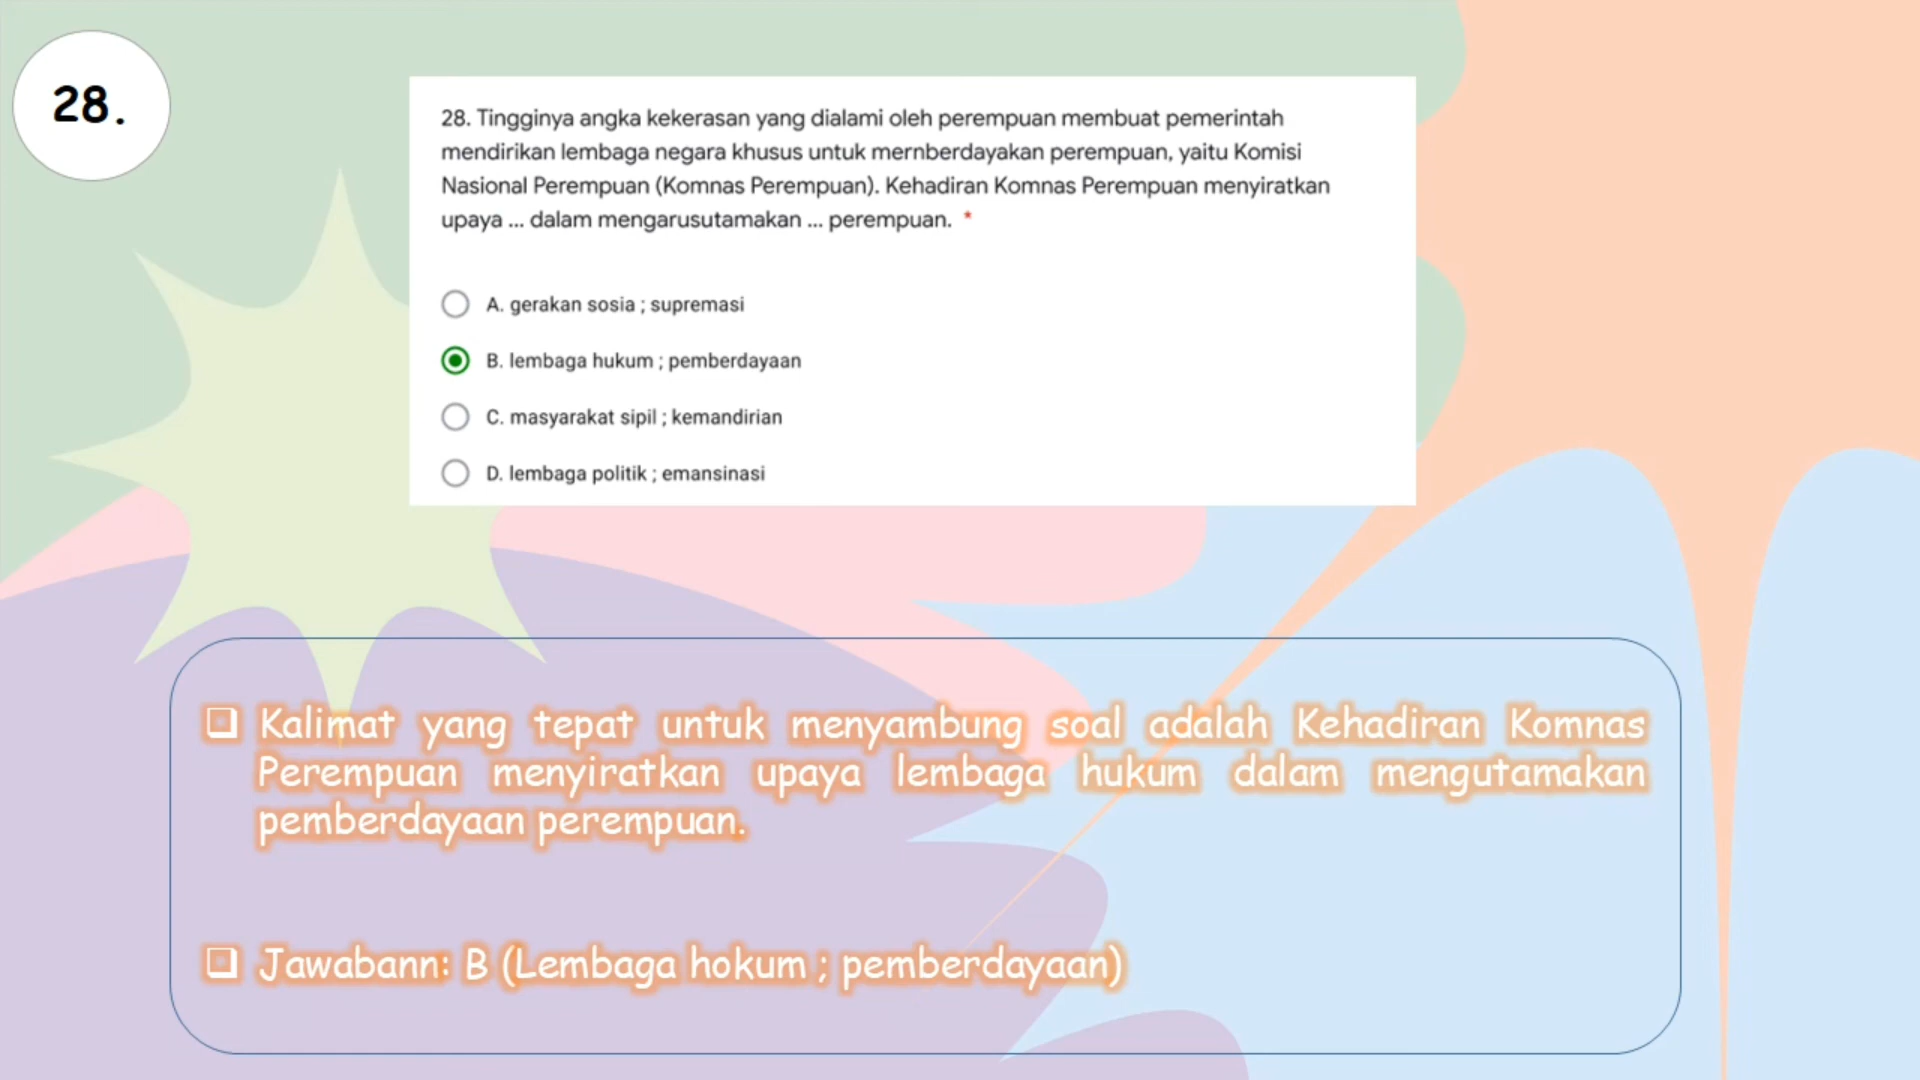 28.
28. Tingginya angka kekerasan yang dialami oleh perempuan membuat pemerintah
mendirikan lembaga negara khusus untuk mernberdayakan perempuan, yaitu Komisi
Nasional Perempuan (Komnas Perempuan). Kehadiran Komnas Perempuan menyiratkan
upaya ... dalam mengarusutamakan ... perempuan. *
A. gerakan sosia ; supremasi
B. lembaga hukum ; pemberdayaan
C. masyarakat sipil ; kemandirian
D. lembaga politik ; emansinasi
❑ Kalimat yang tepat untuk menyambung soal adalah Kehadiran Komnas
Perempuan menyiratkan upaya lembaga hukum dalam mengutamakan
pemberdayaan perempuan.
❑ Jawabann: B (Lembaga hokum ; pemberdayaan)